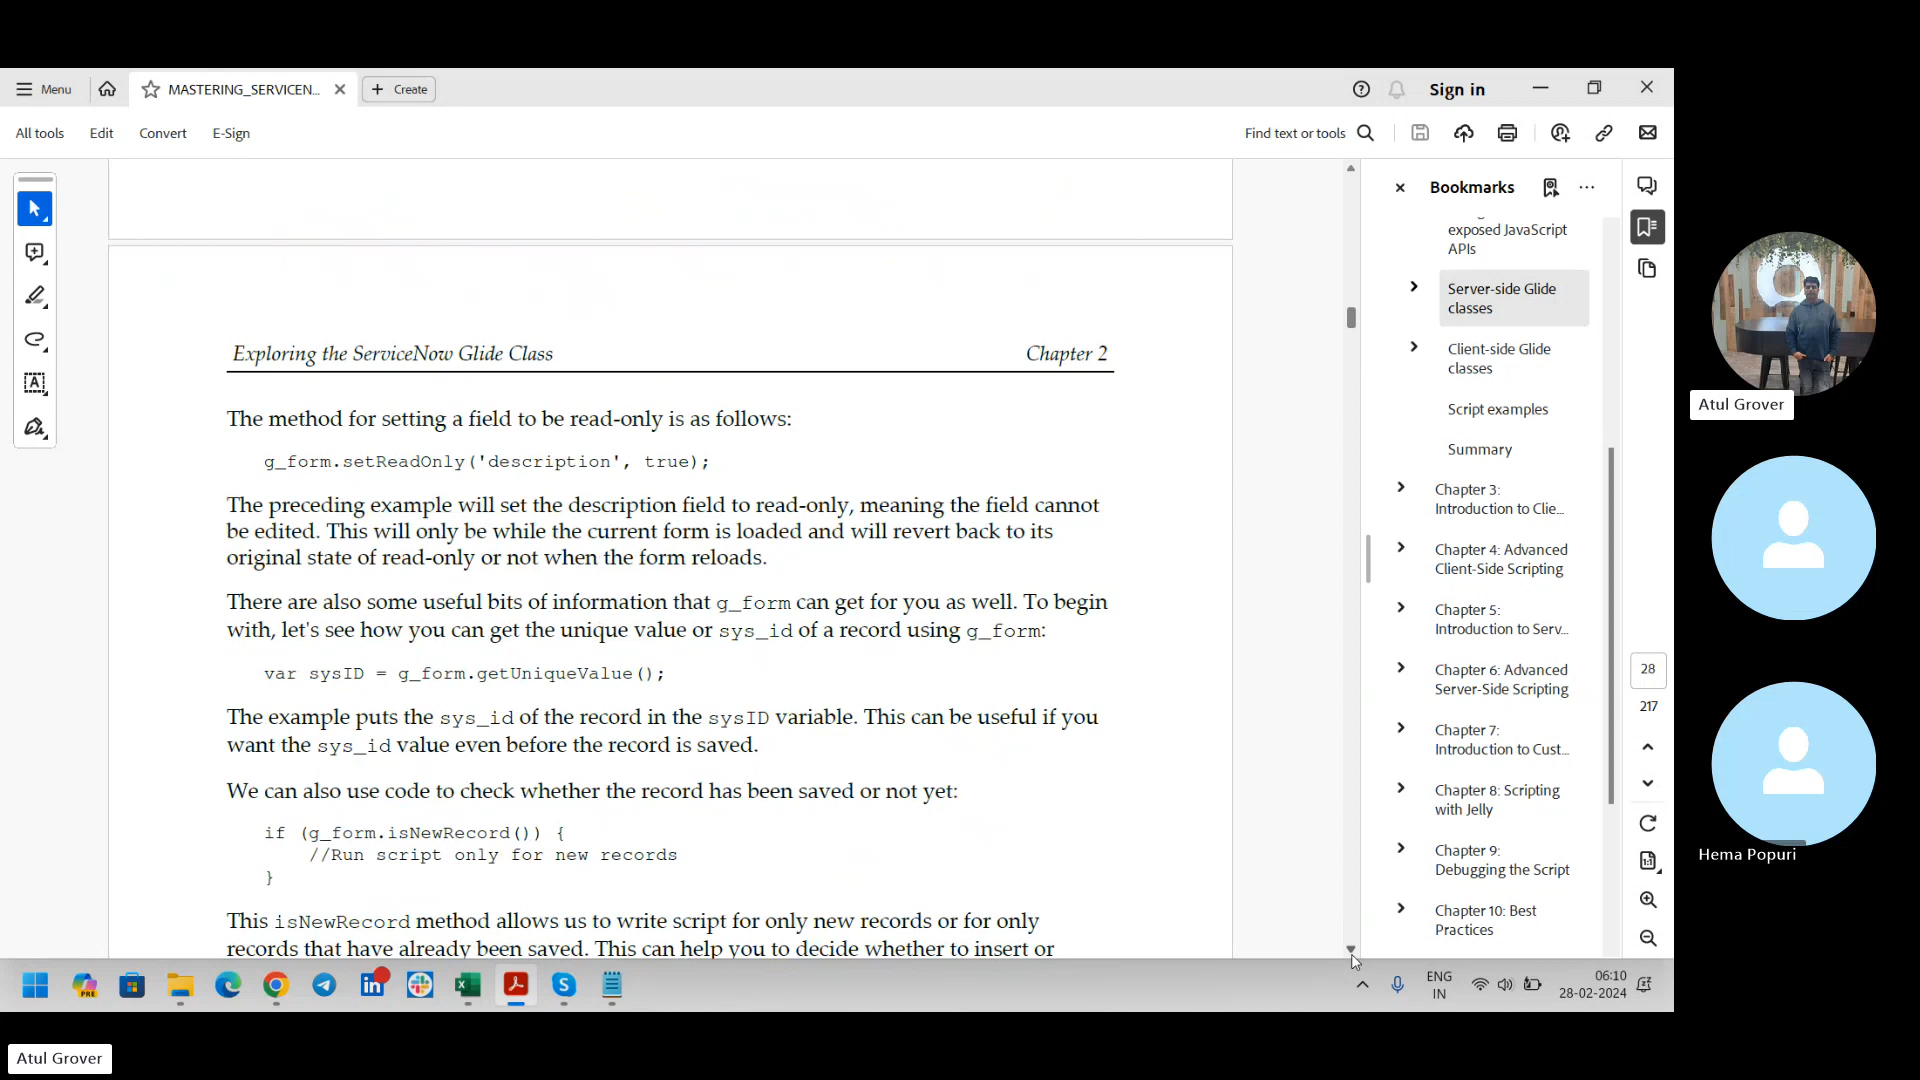 Menu
MASTERING_SERVICEN...
Create
Sign in
All tools
Edit
Convert
E-Sign
Find text or tools
Exploring the ServiceNow Glide Class
Chapter 2
The method for setting a field to be read-only is as follows:
g_form.setReadOnly('description', true);
The preceding example will set the description field to read-only, meaning the field cannot
be edited. This will only be while the current form is loaded and will revert back to its
original state of read-only or not when the form reloads.
There are also some useful bits of information that g_form can get for you as well. To begin
with, let's see how you can get the unique value or sys_id of a record using g_form:
var sysID = g_form.getUniqueValue();
The example puts the sys_id of the record in the sysID variable. This can be useful if you
want the sys_id value even before the record is saved.
We can also use code to check whether the record has been saved or not yet:
if (g_form.isNewRecord()) {
//Run script only for new records
}
This isNewRecord method allows us to write script for only new records or for only
records that have already been saved. This can help you to decide whether to insert or
Bookmarks
exposed JavaScript
APIs
Server-side Glide
classes
Client-side Glide
classes
Script examples
Summary
Chapter 3:
Introduction to Clie...
Chapter 4: Advanced
Client-Side Scripting
Chapter 5:
Introduction to Serv...
Chapter 6: Advanced
Server-Side Scripting
Chapter 7:
Introduction to Cust...
Chapter 8: Scripting
with Jelly
Chapter 9:
Debugging the Script
Chapter 10: Best
Practices
28
217
1:1
PRE
ENG
IN
06:10
28-02-2024
Atul Grover
Hema Popuri
Atul Grover